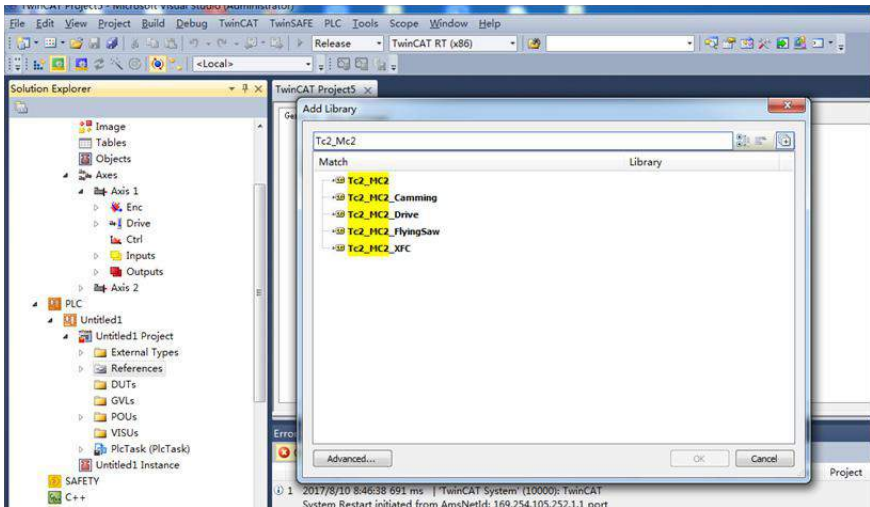 TwinCAT Project5 - Microsoft Visual Studio (Administrator)
File Edit View Project Build Debug TwinCAT TwinSAFE PLC Tools Scope Window Help
Release TwinCAT RT (x86)
<Local>
Solution Explorer
TwinCAT Project5
Add Library
Tc2_Mc2
Match Library
Tc2_MC2
Tc2_MC2_Camming
Tc2_MC2_Drive
Tc2_MC2_FlyingSaw
Tc2_MC2_XFC
Advanced...
OK
Cancel
Image
Tables
Objects
Axes
Axis 1
Enc
Drive
Ctrl
Inputs
Outputs
Axis 2
PLC
Untitled1
Untitled1 Project
External Types
References
DUTs
GVLs
POUs
VISUs
PlcTask (PlcTask)
Untitled1 Instance
SAFETY
C++
Project
1 2017/8/10 8:46:38 691 ms | 'TwinCAT System' (10000): TwinCAT
System Restart initiated from AmsNetId: 169.254.105.252.1.1 port